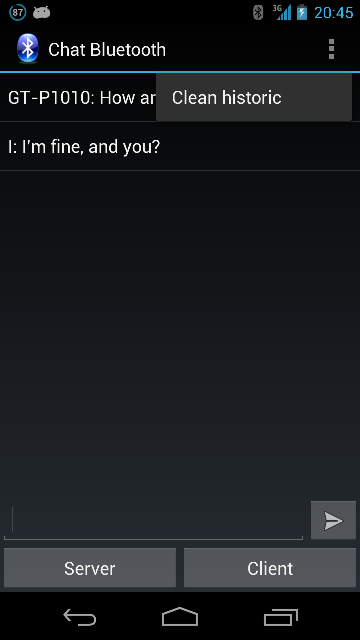 87
3G
20:45
Chat Bluetooth
GT-P1010: How ar
Clean historic
I: I'm fine, and you?
Server
Client